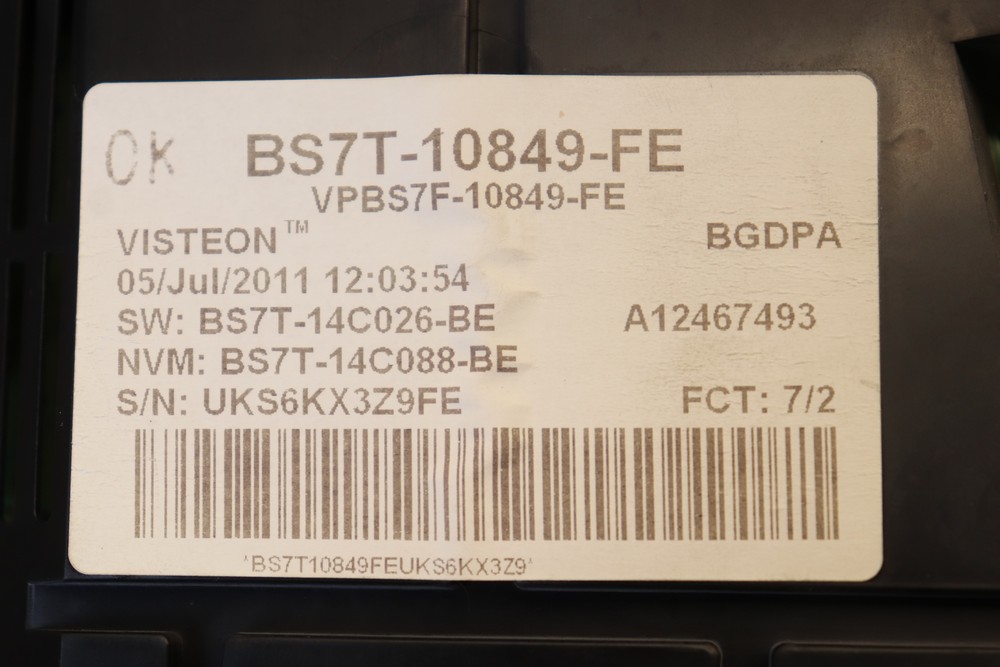 OK BS7T-10849-FE
VPBS7F-10849-FE
VISTEON™ BGDPA
05/Jul/2011 12:03:54
SW: BS7T-14C026-BE A12467493
NVM: BS7T-14C088-BE
S/N: UKS6KX3Z9FE FCT: 7/2
*BS7T10849FEUKS6KX3Z9*